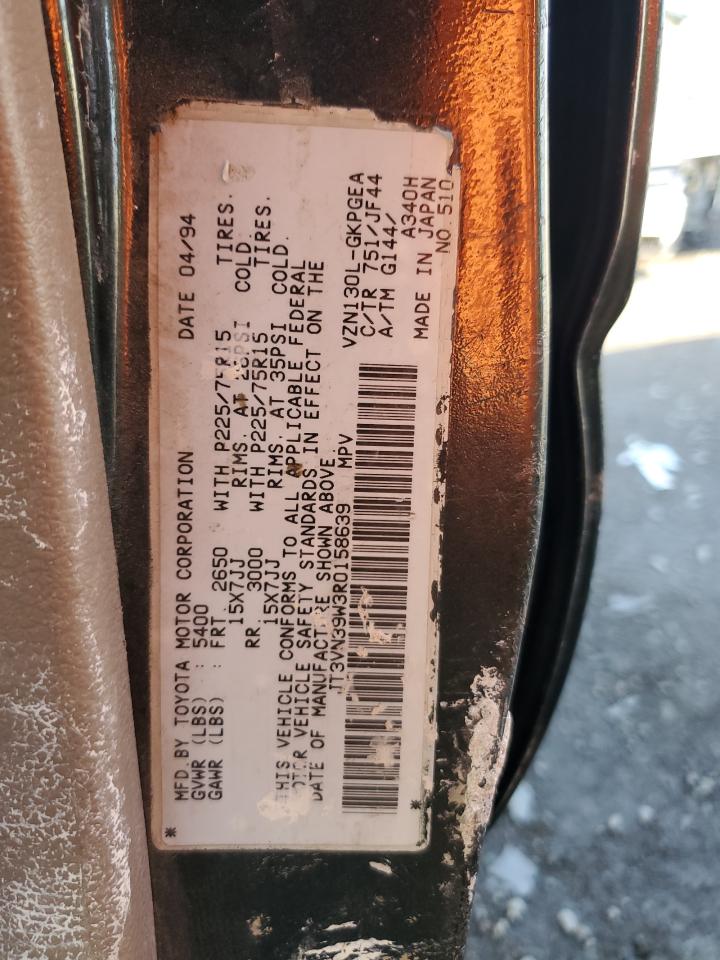 MFD.BY TOYOTA MOTOR CORPORATION DATE 04/94
GVWR (LBS) : 5400
GAWR (LBS) : FRT 2650 WITH P225/75R15 TIRES.
15X7JJ RIMS. AT 26PSI COLD.
RR 3000 WITH P225/75R15 TIRES.
15X7JJ RIMS. AT 35PSI COLD.
THIS VEHICLE CONFORMS TO ALL APPLICABLE FEDERAL
MOTOR VEHICLE SAFETY STANDARDS IN EFFECT ON THE
DATE OF MANUFACTURE SHOWN ABOVE.
JT3VN39W3R0158639 MPV
* *
VZN130L-GKPGEA
C/TR 751/JF44
A/TM G144/
A340H
MADE IN JAPAN
NO.510